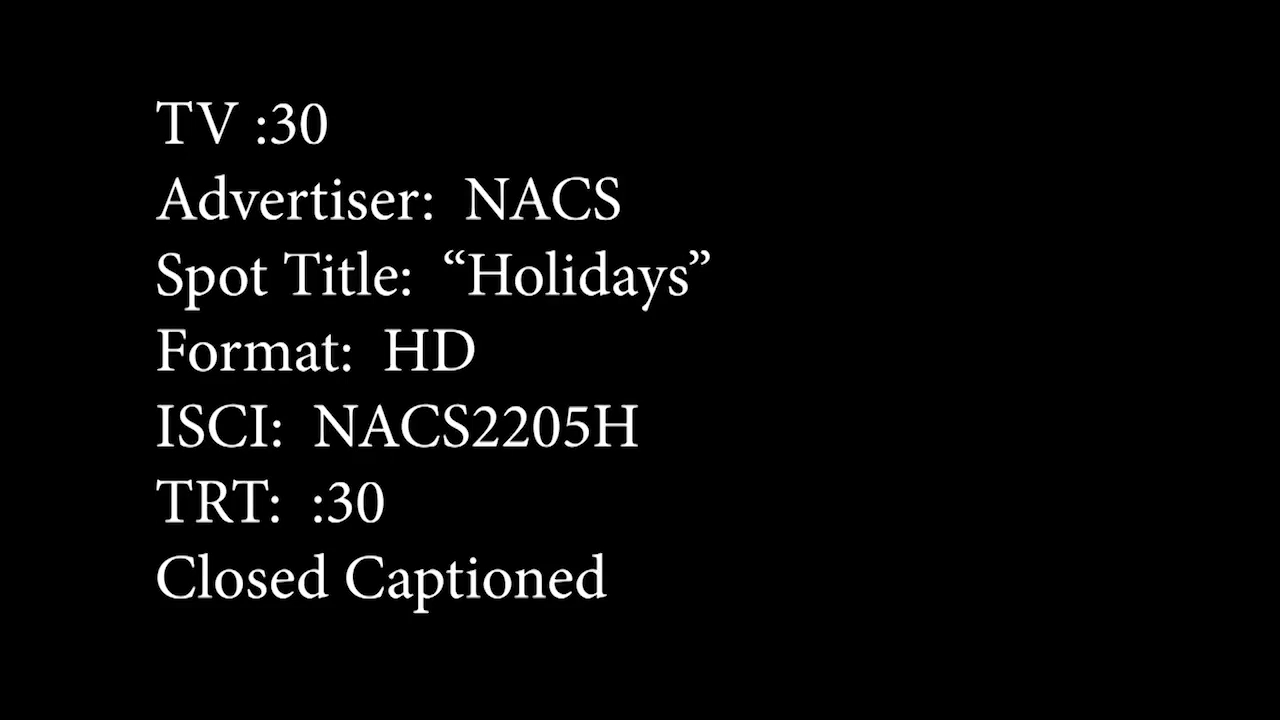 TV :30
Advertiser:  NACS
Spot Title:  “Holidays”
Format:  HD
ISCI:  NACS2205H
TRT:  :30
Closed Captioned